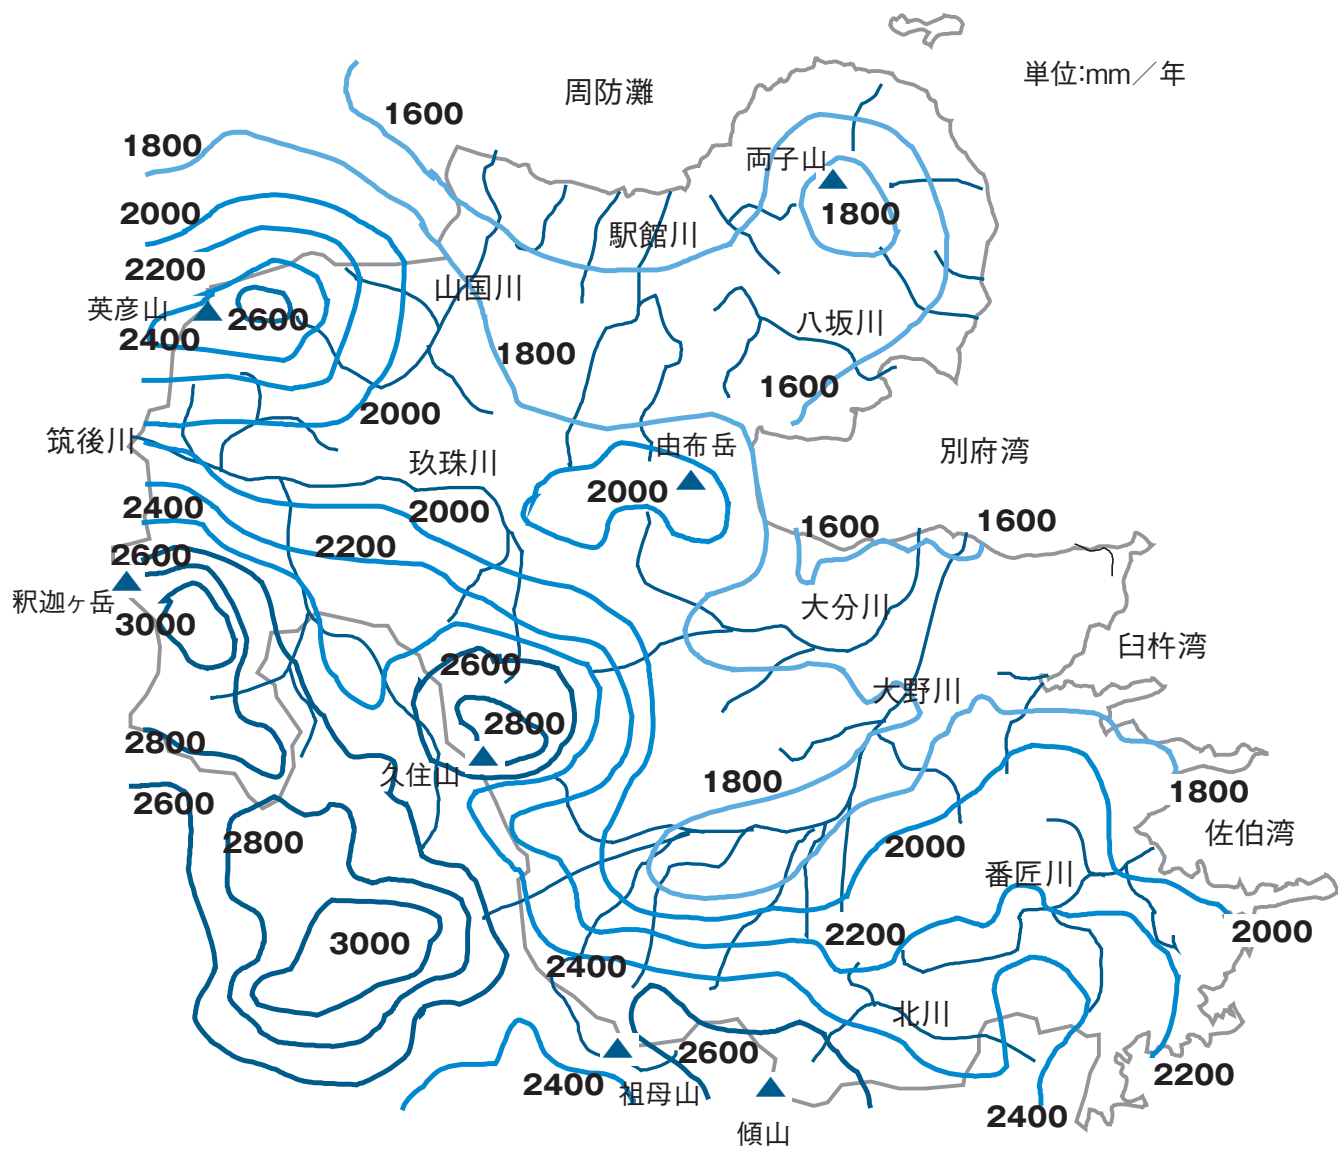 単位:mm／年
周防灘
1600
1800
両子山
2000
1800
駅館川
2200
山国川
英彦山
2600
八坂川
2400
1800
1600
2000
筑後川
由布岳
玖珠川
別府湾
2000
2400
2000
1600
1600
2200
2600
釈迦ヶ岳
大分川
3000
臼杵湾
2600
大野川
2800
2800
久住山
1800
1800
2600
佐伯湾
2800
2000
番匠川
2200
2000
3000
2400
北川
2600
2200
2400
祖母山
2400
傾山